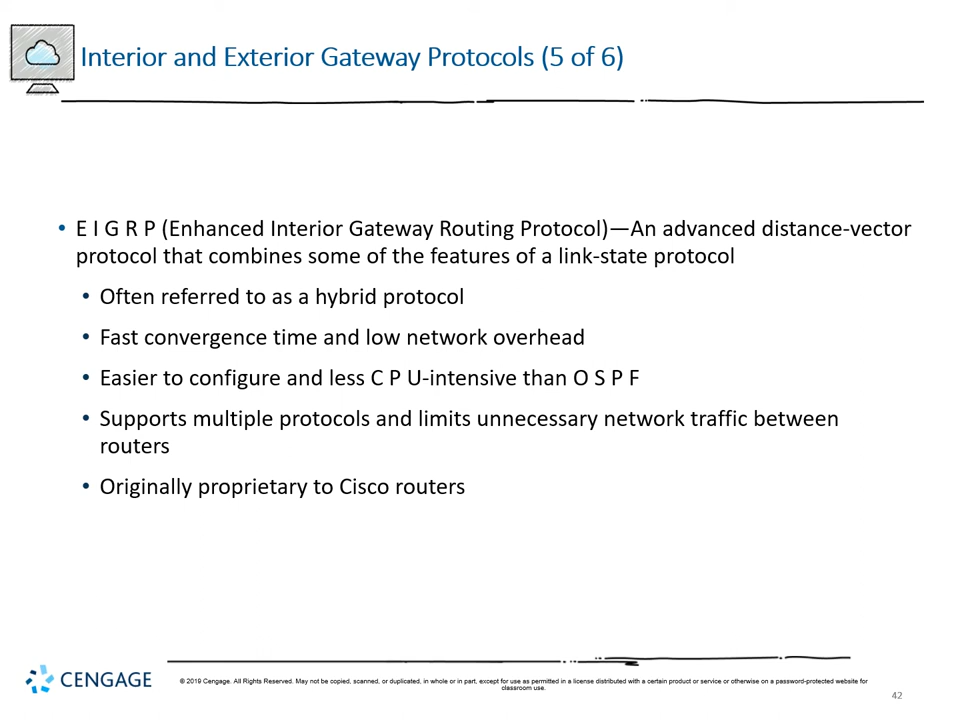 Interior and Exterior Gateway Protocols (5 of 6)
• E I G R P (Enhanced Interior Gateway Routing Protocol)—An advanced distance-vector
protocol that combines some of the features of a link-state protocol
• Often referred to as a hybrid protocol
• Fast convergence time and low network overhead
• Easier to configure and less C P U-intensive than O S P F
• Supports multiple protocols and limits unnecessary network traffic between
routers
• Originally proprietary to Cisco routers
CENGAGE
© 2019 Cengage. All Rights Reserved. May not be copied, scanned, or duplicated, in whole or in part, except for use as permitted in a license distributed with a certain product or service or otherwise on a password-protected website for
classroom use.
42